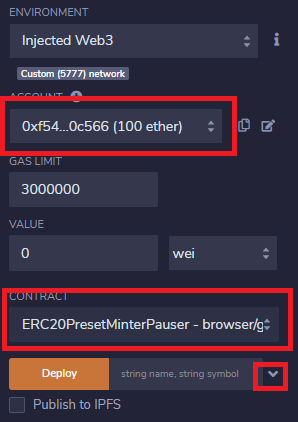 ENVIRONMENT
Injected Web3
Custom (5777) network
ACCOUNT
0xf54...0c566 (100 ether)
GAS LIMIT
3000000
VALUE
0 wei
CONTRACT
ERC20PresetMinterPauser - browser/g
Deploy string name, string symbol
Publish to IPFS